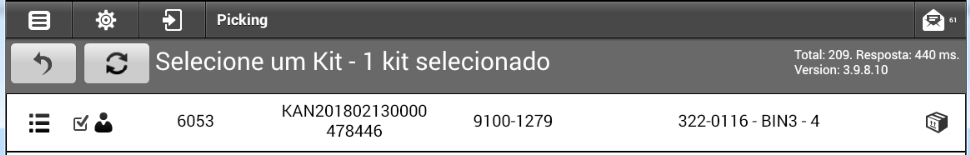 Picking
61
Selecione um Kit - 1 kit selecionado
Total: 209. Resposta: 440 ms.
Version: 3.9.8.10
6053
KAN201802130000
478446
9100-1279
322-0116 - BIN3 - 4